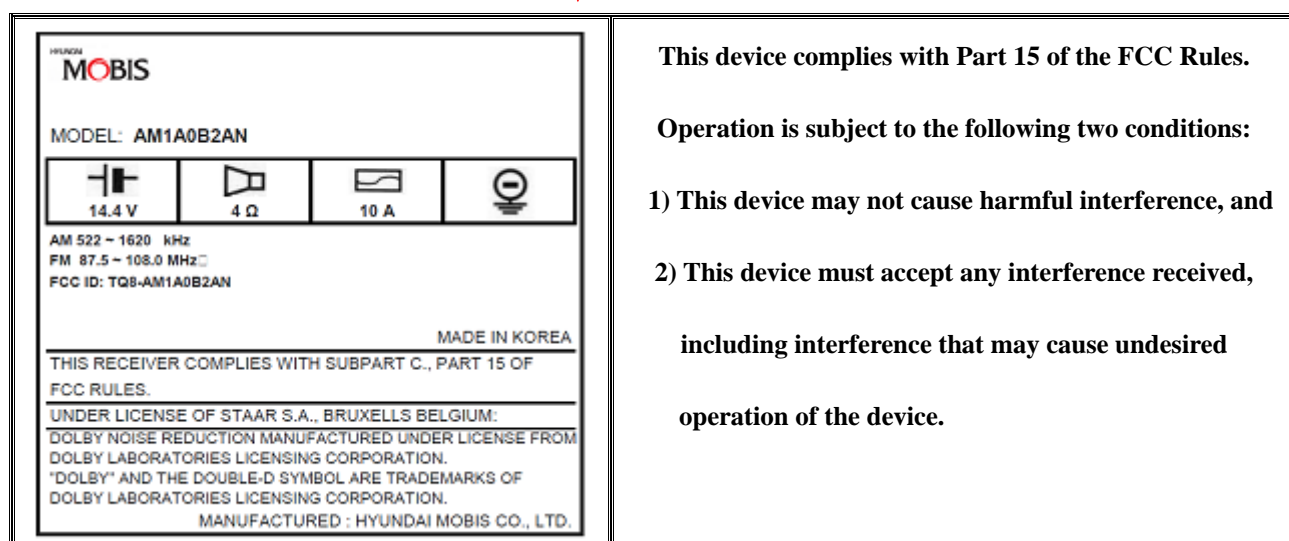 HYUNDAI
MOBIS
MODEL: AM1A0B2AN
14.4 V 4 Ω 10 A
AM 522 ~ 1620 kHz
FM 87.5 ~ 108.0 MHz
FCC ID: TQ8-AM1A0B2AN
MADE IN KOREA
THIS RECEIVER COMPLIES WITH SUBPART C., PART 15 OF
FCC RULES.
UNDER LICENSE OF STAAR S.A., BRUXELLS BELGIUM:
DOLBY NOISE REDUCTION MANUFACTURED UNDER LICENSE FROM
DOLBY LABORATORIES LICENSING CORPORATION.
"DOLBY" AND THE DOUBLE-D SYMBOL ARE TRADEMARKS OF
DOLBY LABORATORIES LICENSING CORPORATION.
MANUFACTURED : HYUNDAI MOBIS CO., LTD.
This device complies with Part 15 of the FCC Rules.
Operation is subject to the following two conditions:
1) This device may not cause harmful interference, and
2) This device must accept any interference received,
including interference that may cause undesired
operation of the device.